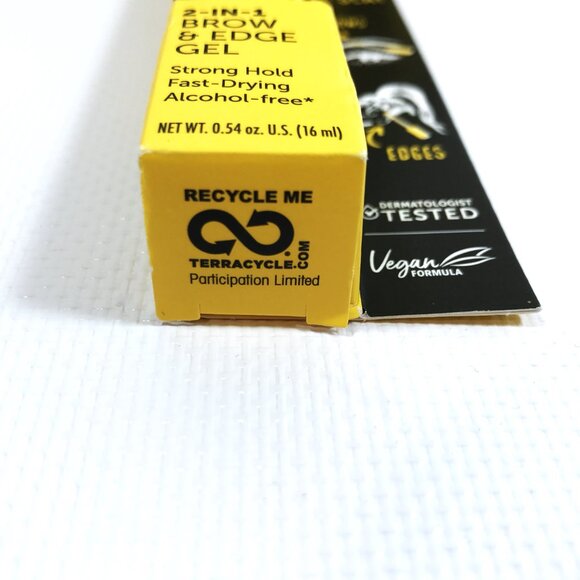 2-IN-1
BROW
& EDGE
GEL
Strong Hold
Fast-Drying
Alcohol-free*
NET WT. 0.54 oz. U.S. (16 ml)
RECYCLE ME
TERRACYCLE.COM
Participation Limited
EDGES
DERMATOLOGIST
TESTED
Vegan
FORMULA